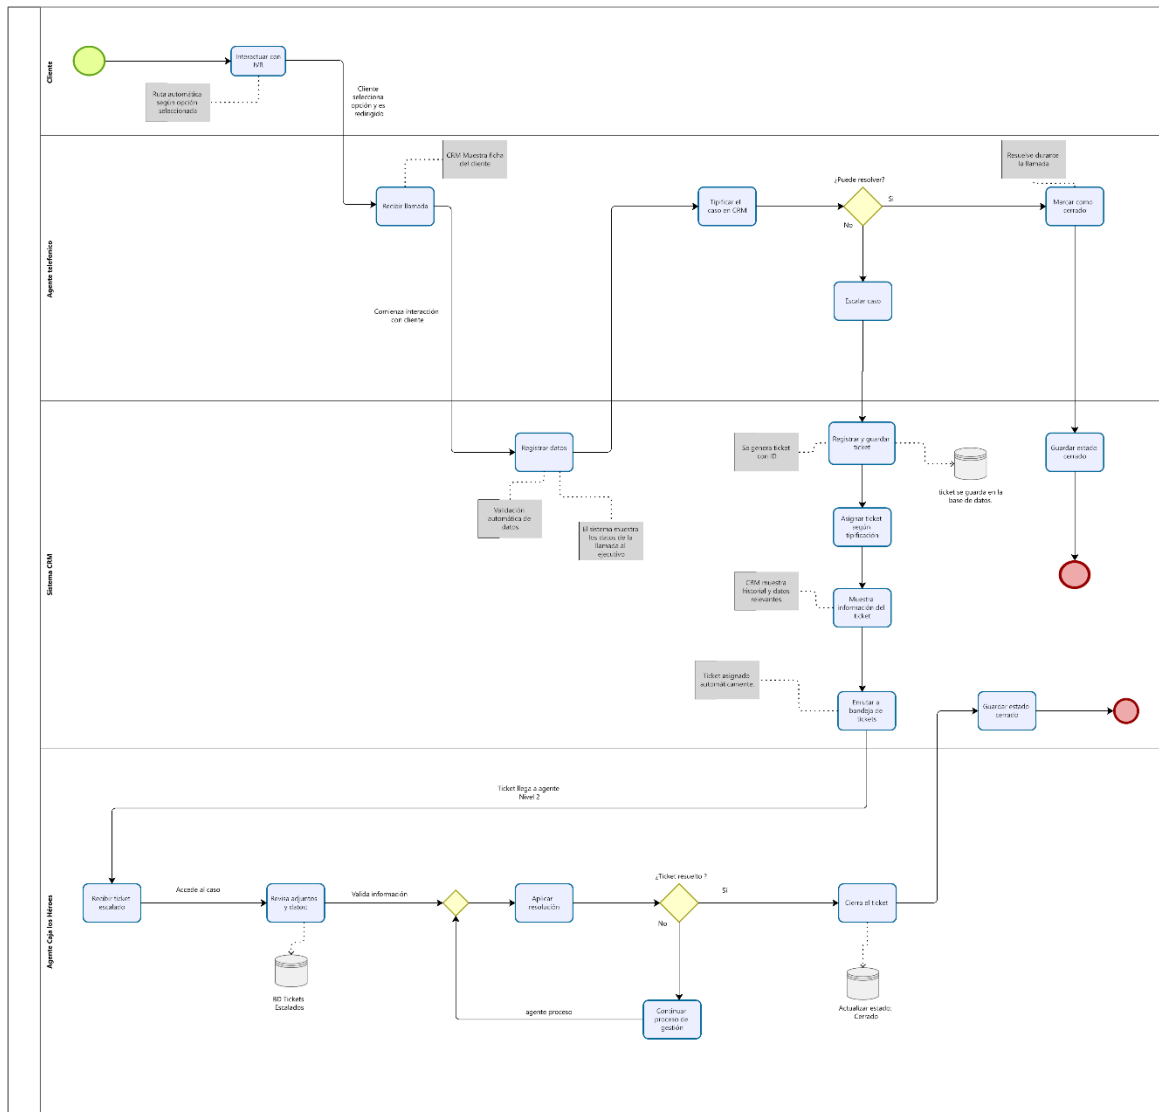 Cliente
Interactuar con
IVR
Ruta automática
según opción
seleccionada
Cliente
selecciona
opción y es
redirigido
Agente telefonico
CRM Muestra ficha
del cliente
Recibir llamada
Comienza interacción
con cliente
Tipificar el
caso en CRM
¿Puede resolver?
Si
No
Resuelve durante
la llamada
Marcar como
cerrado
Escalar caso
Sistema CRM
Registrar datos
Validación
automática de
datos
El sistema muestra
los datos de la
llamada al
ejecutivo
Se genera ticket
con ID
Registrar y guardar
ticket
ticket se guarda en la
base de datos.
Guardar estado
cerrado
Asignar ticket
según
tipificación
CRM muestra
historial y datos
relevantes
Muestra
información del
ticket
Ticket asignado
automáticamente.
Enrutar a
bandeja de
tickets
Guardar estado
cerrado
Agente Caja los Héroes
Ticket llega a agente
Nivel 2
Recibir ticket
escalado
Accede al caso
Revisa adjuntos
y datos
Valida información
BD Tickets
Escalados
Aplicar
resolución
¿Ticket resuelto ?
Si
No
Continuar
proceso de
gestión
agente proceso
Cierra el ticket
Actualizar estado:
Cerrado